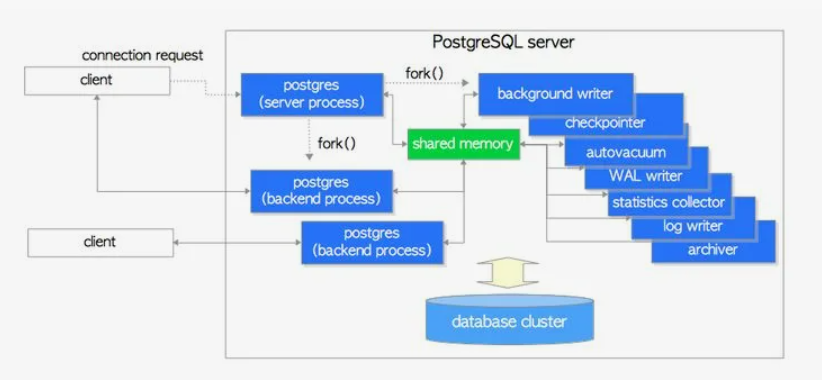 PostgreSQL server
connection request
client
postgres
(server process)
fork()
fork()
background writer
checkpointer
shared memory
autovacuum
WAL writer
postgres
(backend process)
statistics collector
log writer
client
postgres
(backend process)
archiver
database cluster